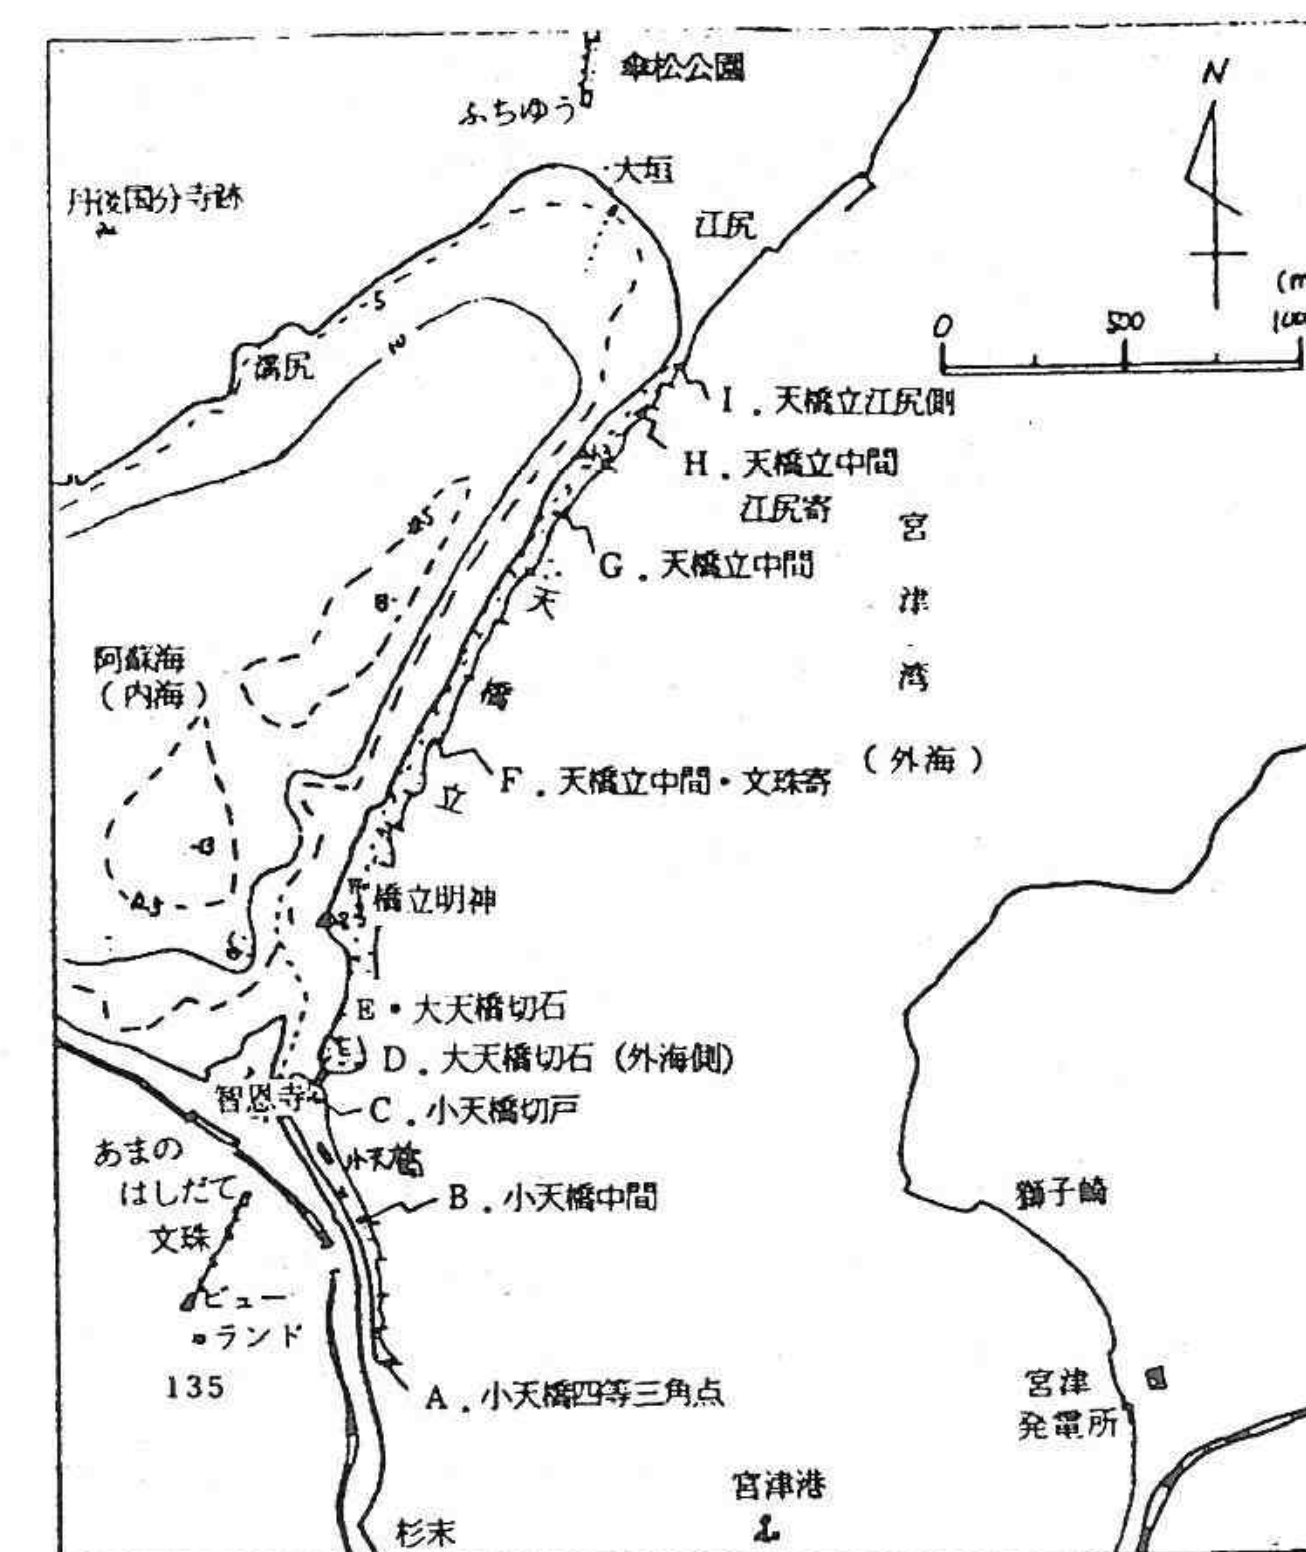 傘松公園
N
ふちゆう
大垣
丹後国分寺跡
江尻
(m
0 500 100
5
溝尻
I．天橋立江尻側
H．天橋立中間
江尻寄
G．天橋立中間
宮津湾
(外海)
天橋立
阿蘇海
(内海)
F．天橋立中間・文珠寄
13
橋立明神
E・大天橋切石
D．大天橋切石(外海側)
智恩寺
C．小天橋切戸
あまの
はしだて
文珠
小天橋
B．小天橋中間
獅子崎
ビュー
ランド
135
A．小天橋四等三角点
宮津
発電所
宮津港
杉末